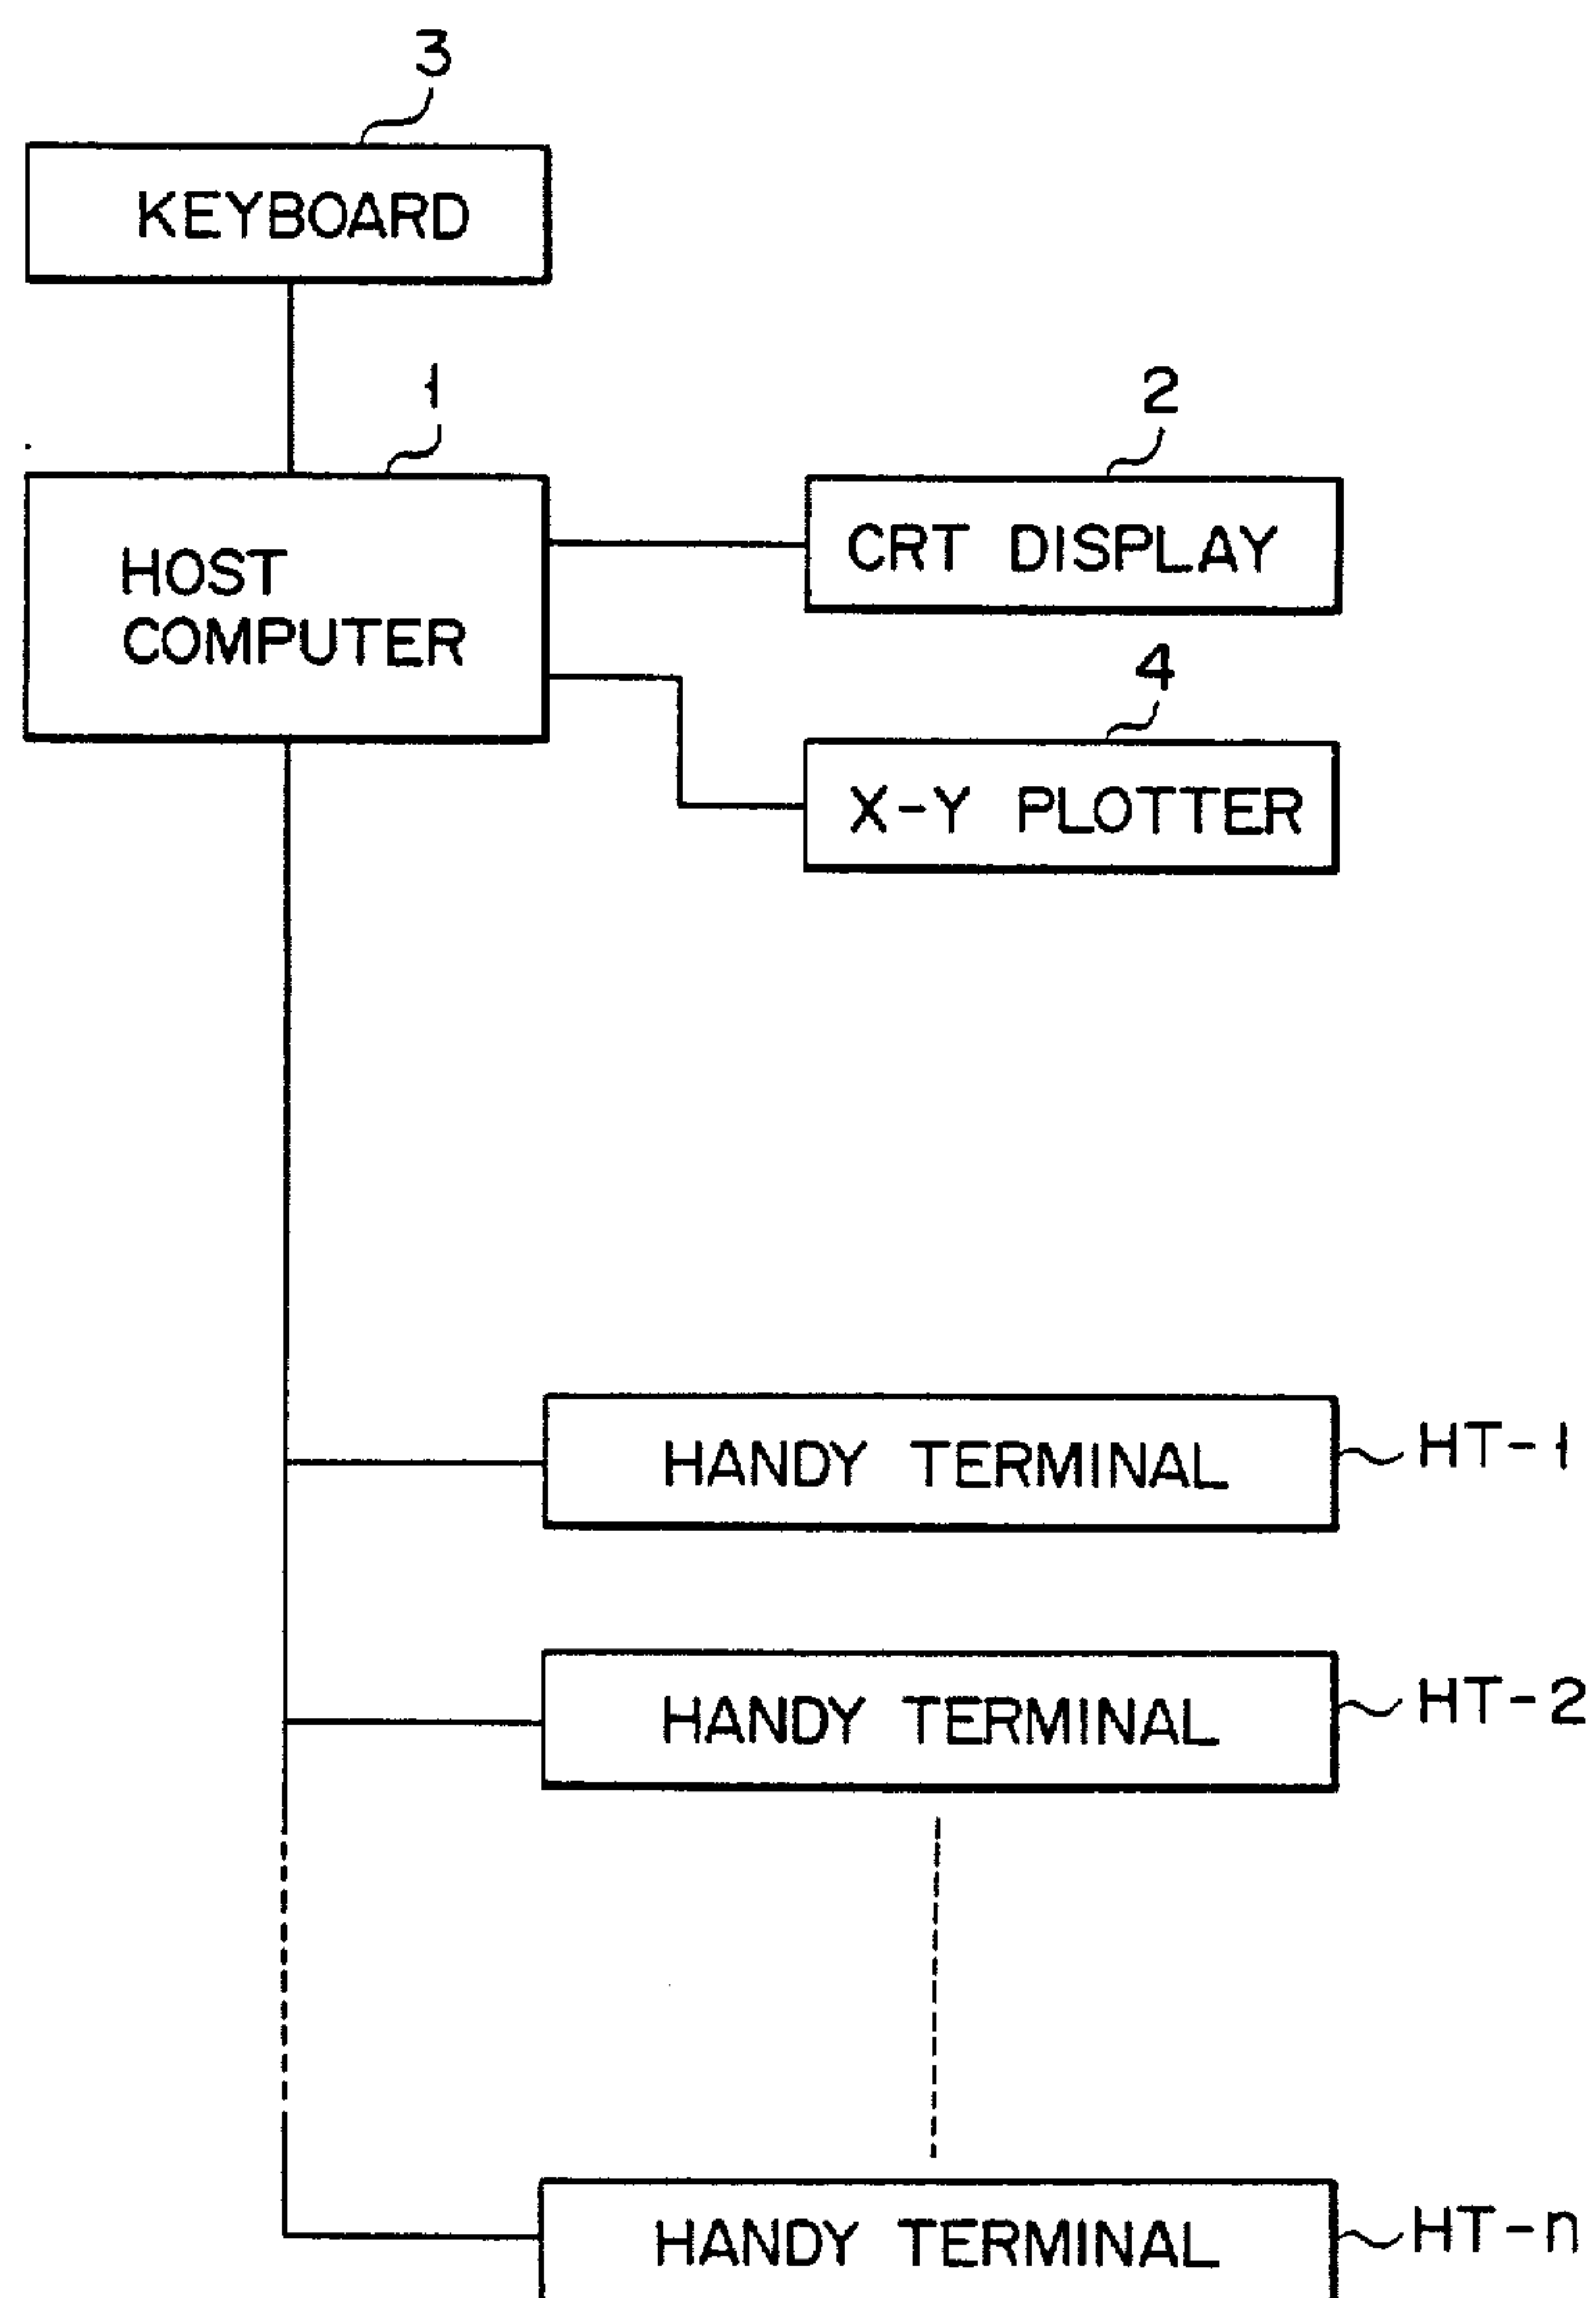 3
KEYBOARD
1
2
HOST
COMPUTER
CRT DISPLAY
4
X-Y PLOTTER
HANDY TERMINAL
HT-1
HANDY TERMINAL
HT-2
HANDY TERMINAL
HT-n